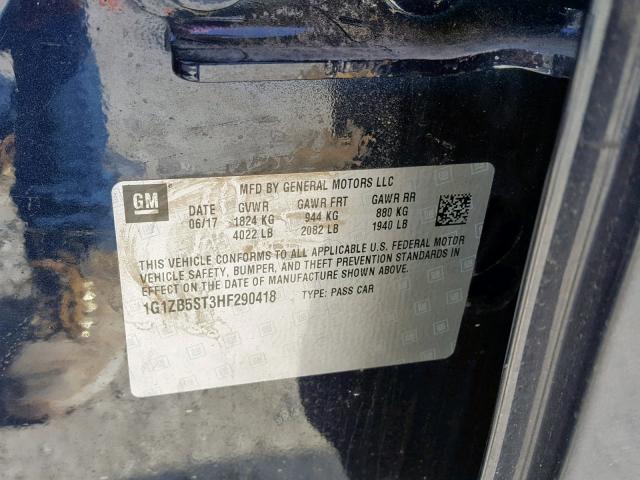 GM
MFD BY GENERAL MOTORS LLC
DATE GVWR GAWR FRT GAWR RR
06/17 1824 KG 944 KG 880 KG
4022 LB 2082 LB 1940 LB
THIS VEHICLE CONFORMS TO ALL APPLICABLE U.S. FEDERAL MOTOR
VEHICLE SAFETY, BUMPER, AND THEFT PREVENTION STANDARDS IN
EFFECT ON THE DATE OF MANUFACTURE SHOWN ABOVE.
1G1ZB5ST3HF290418 TYPE: PASS CAR